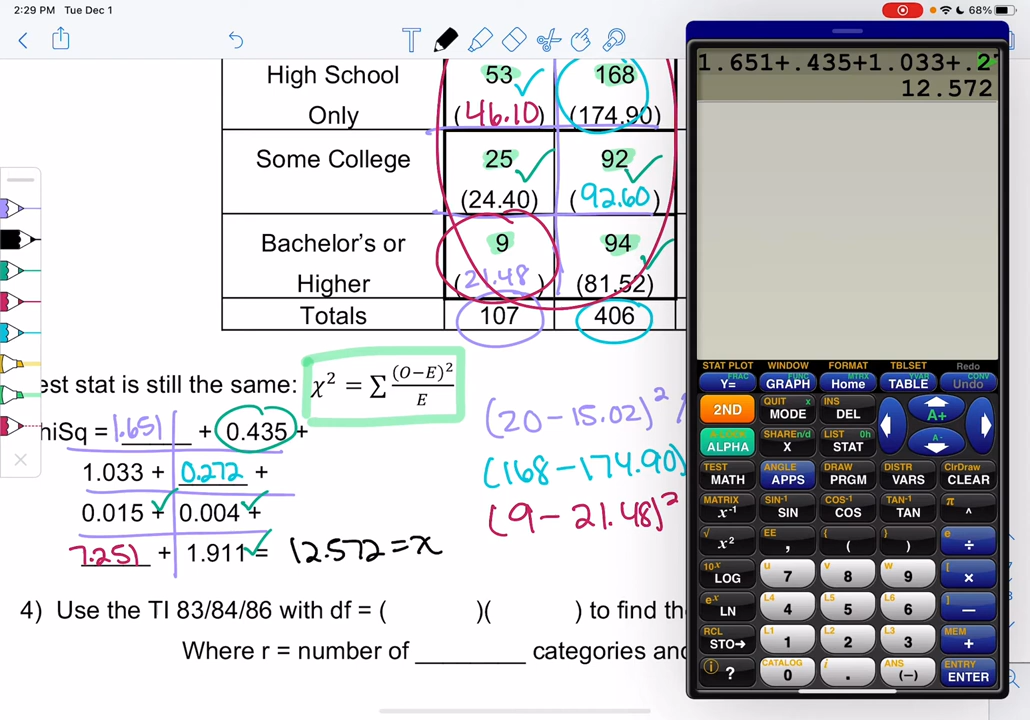 2:29 PM Tue Dec 1
68%
T
High School 53 168
Only (46.10) (174.90)
Some College 25 92
(24.40) (92.60)
Bachelor's or 9 94
Higher (21.48) (81.52)
Totals 107 406
est stat is still the same: χ² = Σ (O−E)² / E
hiSq = 1.651 + 0.435 +
1.033 + 0.272 +
0.015 + 0.004 +
7.251 + 1.911 = 12.572 = x
(20 − 15.02)²
(168 − 174.90)
(9 − 21.48)²
4) Use the TI 83/84/86 with df = ( )( ) to find th
Where r = number of ________ categories an
1.651+.435+1.033+.2
12.572
STAT PLOT WINDOW FORMAT TBLSET Redo
Y= GRAPH Home TABLE Undo
QUIT INS
2ND MODE DEL A+
SHARE n/d LIST
ALPHA X STAT A-
TEST ANGLE DRAW DISTR ClrDraw
MATH APPS PRGM VARS CLEAR
MATRIX SIN-1 COS-1 TAN-1 π
x-1 SIN COS TAN ^
√ EE { } e
x² , ( ) ÷
10x u v w [
LOG 7 8 9 ×
ex L4 L5 L6 ]
LN 4 5 6 −
RCL L1 L2 L3 MEM
STO→ 1 2 3 +
CATALOG i ANS ENTRY
? 0 . (−) ENTER